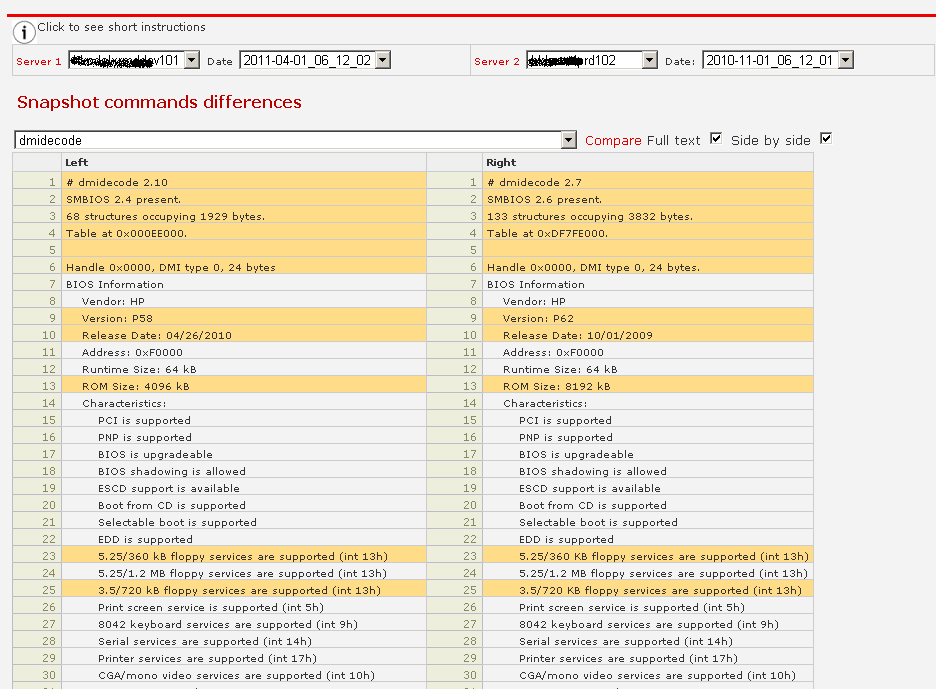 Click to see short instructions
Server 1 v101 Date 2011-04-01_06_12_02 Server 2 rd102 Date: 2010-11-01_06_12_01
Snapshot commands differences
dmidecode Compare Full text Side by side
Left Right
1 # dmidecode 2.10 1 # dmidecode 2.7
2 SMBIOS 2.4 present. 2 SMBIOS 2.6 present.
3 68 structures occupying 1929 bytes. 3 133 structures occupying 3832 bytes.
4 Table at 0x000EE000. 4 Table at 0xDF7FE000.
5 5
6 Handle 0x0000, DMI type 0, 24 bytes 6 Handle 0x0000, DMI type 0, 24 bytes.
7 BIOS Information 7 BIOS Information
8 Vendor: HP 8 Vendor: HP
9 Version: P58 9 Version: P62
10 Release Date: 04/26/2010 10 Release Date: 10/01/2009
11 Address: 0xF0000 11 Address: 0xF0000
12 Runtime Size: 64 kB 12 Runtime Size: 64 kB
13 ROM Size: 4096 kB 13 ROM Size: 8192 kB
14 Characteristics: 14 Characteristics:
15 PCI is supported 15 PCI is supported
16 PNP is supported 16 PNP is supported
17 BIOS is upgradeable 17 BIOS is upgradeable
18 BIOS shadowing is allowed 18 BIOS shadowing is allowed
19 ESCD support is available 19 ESCD support is available
20 Boot from CD is supported 20 Boot from CD is supported
21 Selectable boot is supported 21 Selectable boot is supported
22 EDD is supported 22 EDD is supported
23 5.25/360 kB floppy services are supported (int 13h) 23 5.25/360 KB floppy services are supported (int 13h)
24 5.25/1.2 MB floppy services are supported (int 13h) 24 5.25/1.2 MB floppy services are supported (int 13h)
25 3.5/720 kB floppy services are supported (int 13h) 25 3.5/720 KB floppy services are supported (int 13h)
26 Print screen service is supported (int 5h) 26 Print screen service is supported (int 5h)
27 8042 keyboard services are supported (int 9h) 27 8042 keyboard services are supported (int 9h)
28 Serial services are supported (int 14h) 28 Serial services are supported (int 14h)
29 Printer services are supported (int 17h) 29 Printer services are supported (int 17h)
30 CGA/mono video services are supported (int 10h) 30 CGA/mono video services are supported (int 10h)